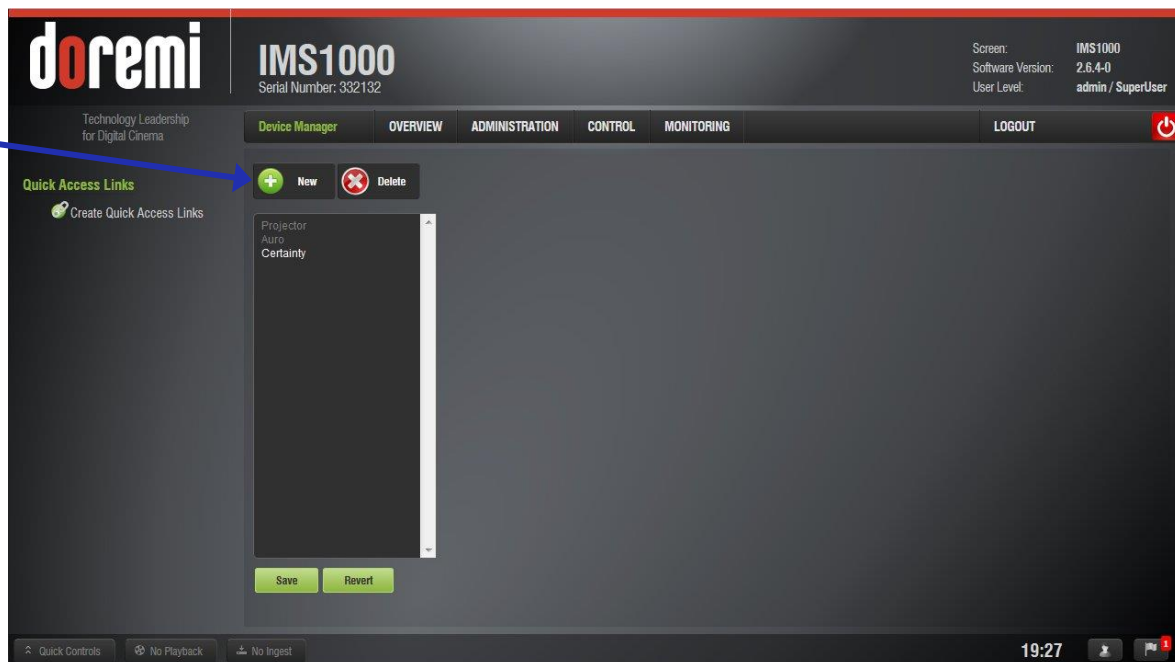 doremi
Technology Leadership
for Digital Cinema
IMS1000
Serial Number: 332132
Screen: IMS1000
Software Version: 2.6.4-0
User Level: admin / SuperUser
Device Manager OVERVIEW ADMINISTRATION CONTROL MONITORING LOGOUT
Quick Access Links
Create Quick Access Links
New Delete
Projector
Auro
Certainty
Save Revert
Quick Controls No Playback No Ingest 19:27 1